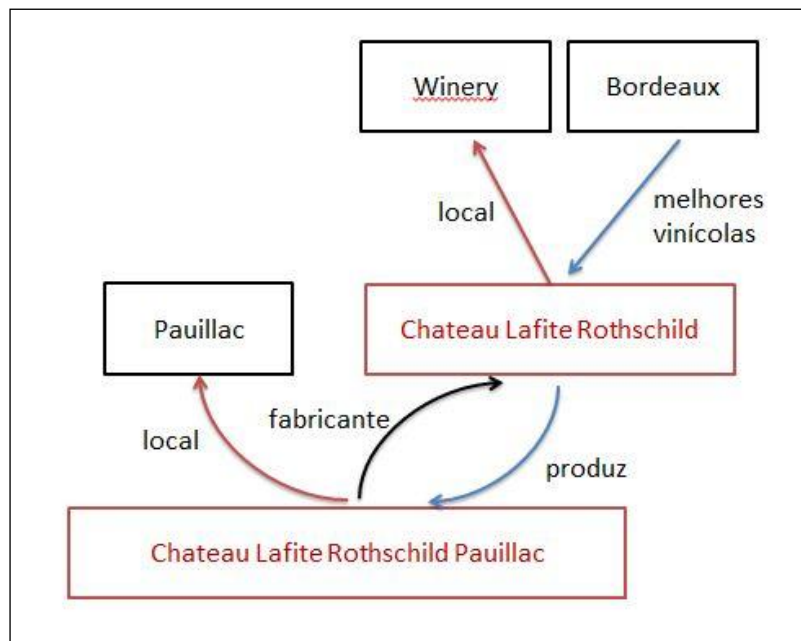 Winery
Bordeaux
local
melhores
vinícolas
Pauillac
Chateau Lafite Rothschild
local
fabricante
produz
Chateau Lafite Rothschild Pauillac